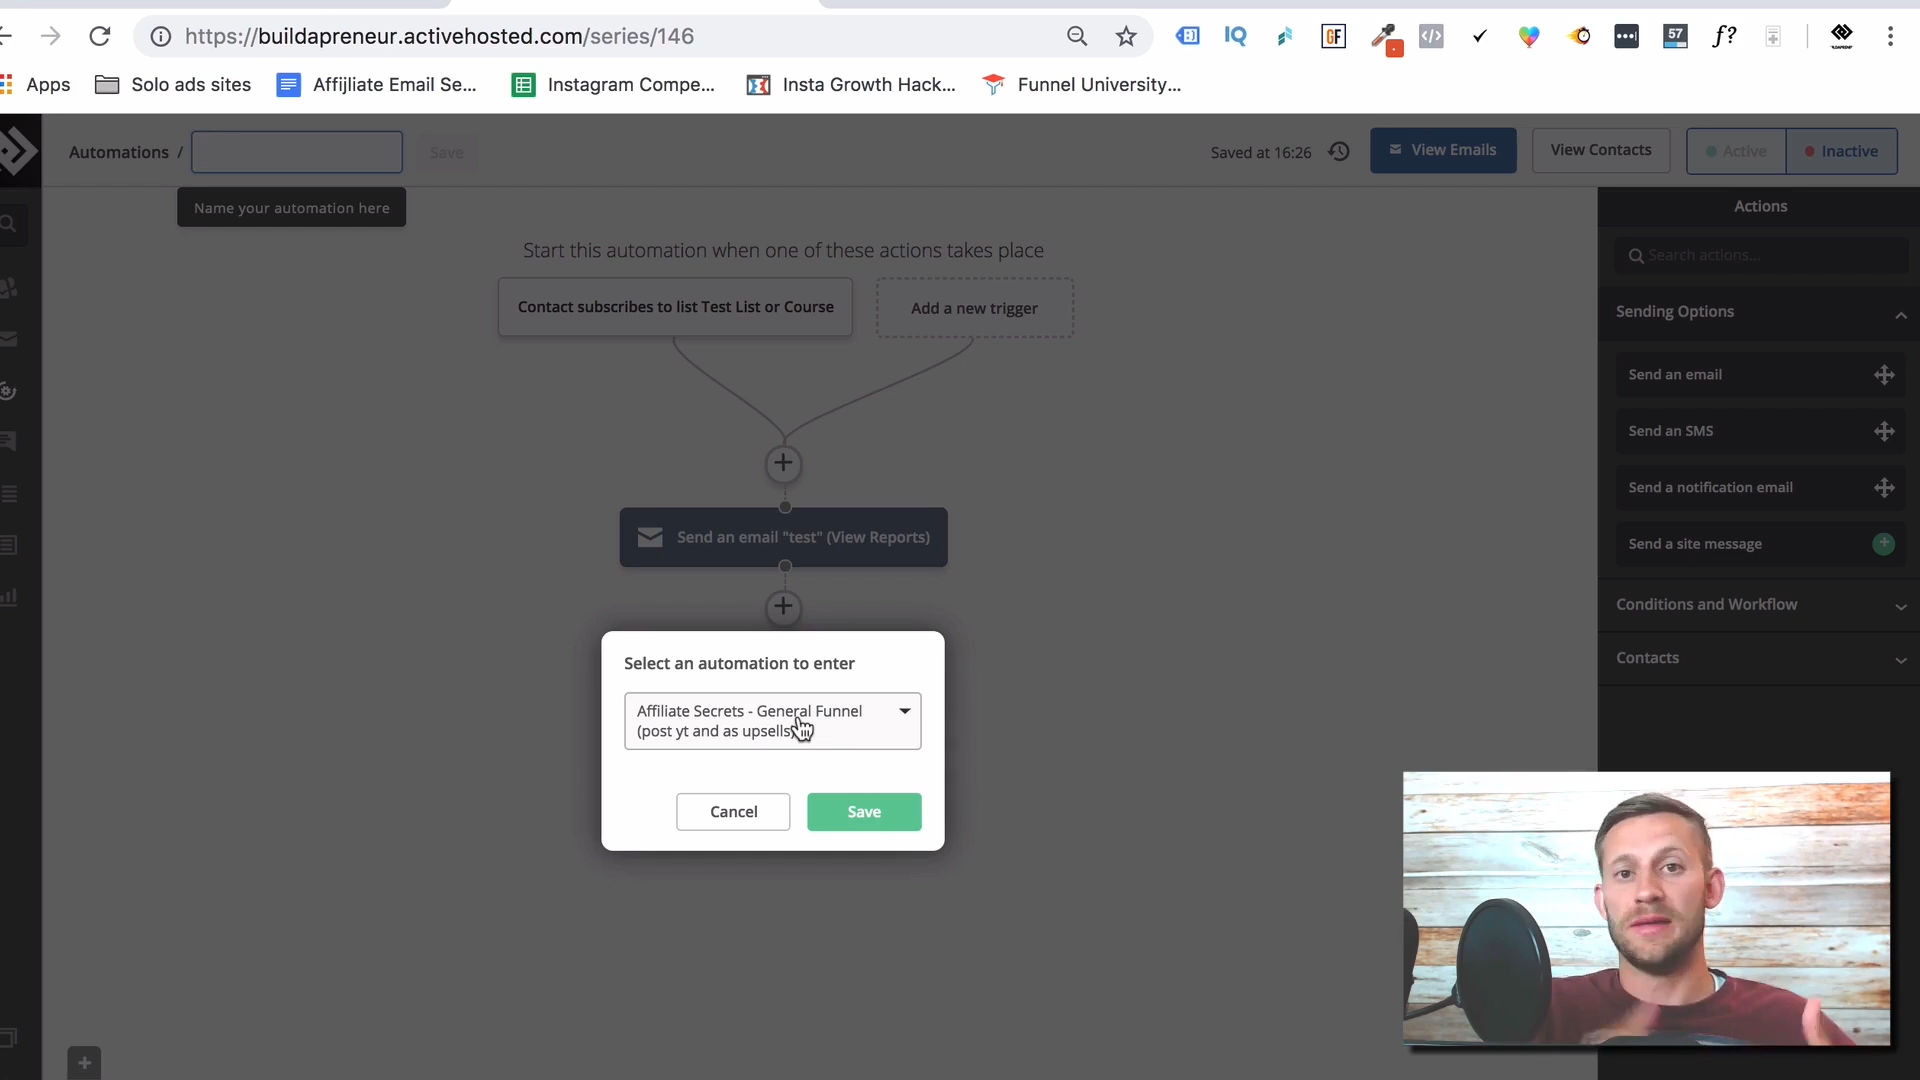 https://buildapreneur.activehosted.com/series/146
IQ
GF
57
f?
Apps
Solo ads sites
Affijliate Email Se...
Instagram Compe...
Insta Growth Hack...
Funnel University...
Automations /
Save
Saved at 16:26
View Emails
View Contacts
Active
Inactive
Name your automation here
Actions
Search actions...
Start this automation when one of these actions takes place
Contact subscribes to list Test List or Course
Add a new trigger
Sending Options
Send an email
Send an SMS
Send a notification email
Send a site message
Conditions and Workflow
Contacts
Send an email "test" (View Reports)
Select an automation to enter
Affiliate Secrets - General Funnel
(post yt and as upsells)
Cancel
Save